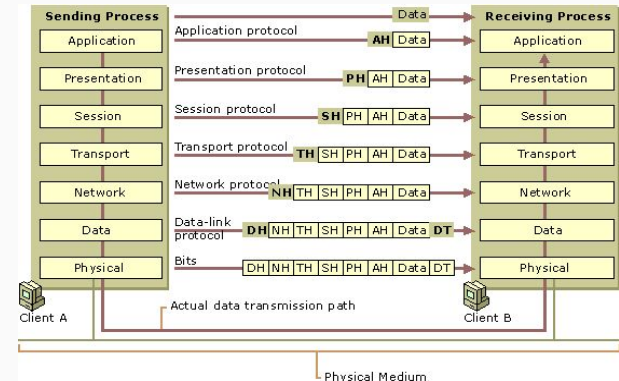 Sending Process Data Receiving Process
Application Application protocol AH Data Application
Presentation Presentation protocol PH AH Data Presentation
Session Session protocol SH PH AH Data Session
Transport Transport protocol TH SH PH AH Data Transport
Network Network protocol NH TH SH PH AH Data Network
Data Data-link protocol DH NH TH SH PH AH Data DT Data
Physical Bits DH NH TH SH PH AH Data DT Physical
Client A Actual data transmission path Client B
Physical Medium